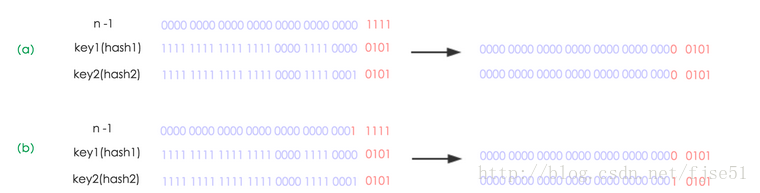 n -1 0000 0000 0000 0000 0000 0000 0000 1111
(a) key1(hash1) 1111 1111 1111 1111 0000 1111 0000 0101 0000 0000 0000 0000 0000 0000 0000 0101
key2(hash2) 1111 1111 1111 1111 0000 1111 0001 0101 0000 0000 0000 0000 0000 0000 0000 0101
n -1 0000 0000 0000 0000 0000 0000 0001 1111
(b) key1(hash1) 1111 1111 1111 1111 0000 1111 0000 0101 0000 0000 0000 0000 0000 0000 0000 0101
key2(hash2) 1111 1111 1111 1111 0000 1111 0001 0101 0000 0000 0000 0000 0000 0000 0001 0101
http://blog.csdn.net/fjse51